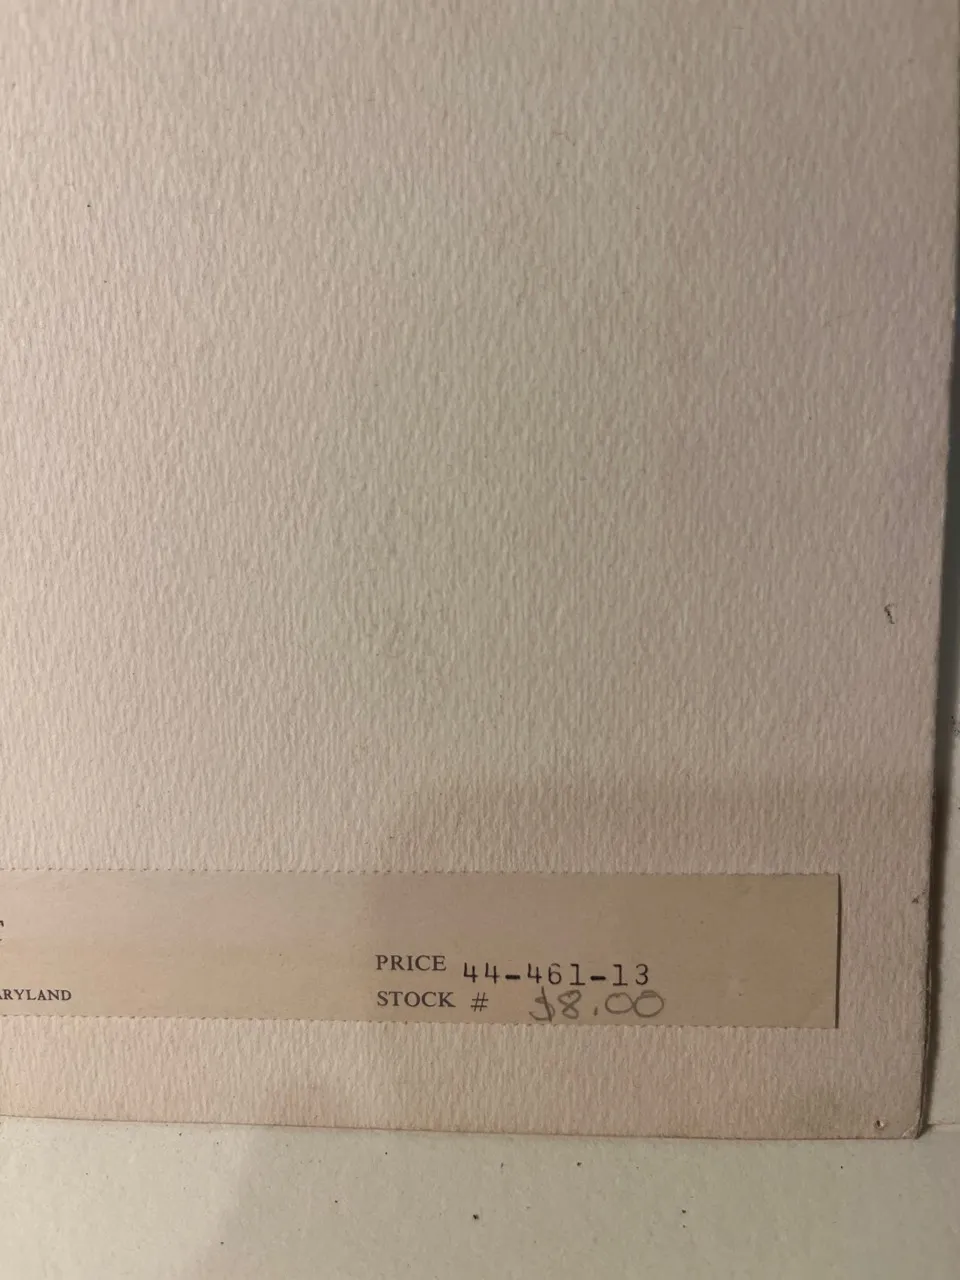 PRICE 44-461-13
ARYLAND STOCK # $8.00